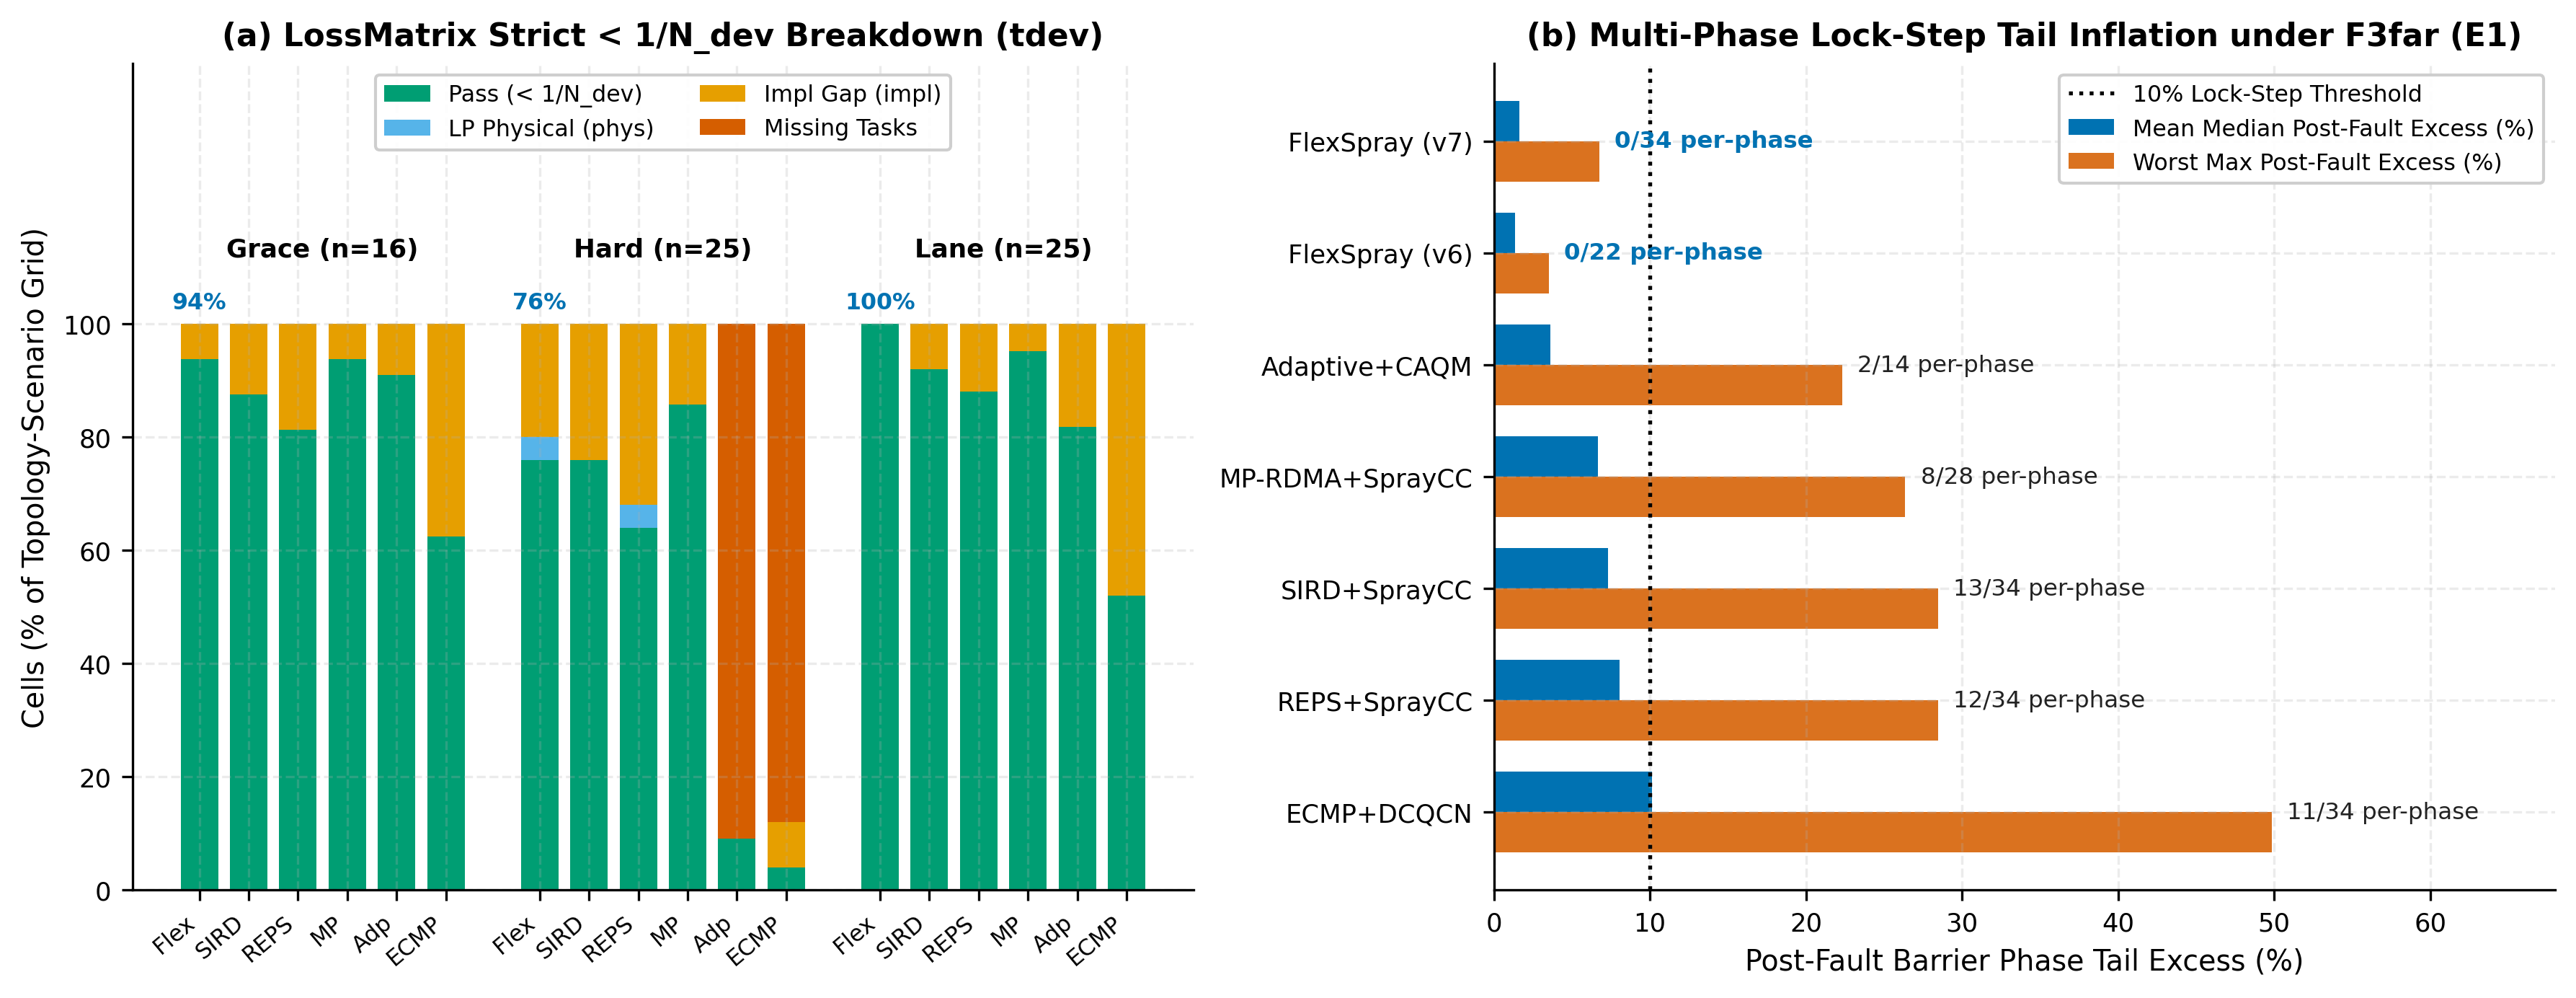 (a) LossMatrix Strict < 1/N_dev Breakdown (tdev)
Pass (< 1/N_dev)
LP Physical (phys)
Impl Gap (impl)
Missing Tasks
Grace (n=16)
Hard (n=25)
Lane (n=25)
94%
76%
100%
Cells (% of Topology-Scenario Grid)
100
80
60
40
20
0
Flex
SIRD
REPS
MP
Adp
ECMP
Flex
SIRD
REPS
MP
Adp
ECMP
Flex
SIRD
REPS
MP
Adp
ECMP
(b) Multi-Phase Lock-Step Tail Inflation under F3far (E1)
10% Lock-Step Threshold
Mean Median Post-Fault Excess (%)
Worst Max Post-Fault Excess (%)
FlexSpray (v7)
0/34 per-phase
FlexSpray (v6)
0/22 per-phase
Adaptive+CAQM
2/14 per-phase
MP-RDMA+SprayCC
8/28 per-phase
SIRD+SprayCC
13/34 per-phase
REPS+SprayCC
12/34 per-phase
ECMP+DCQCN
11/34 per-phase
0
10
20
30
40
50
60
Post-Fault Barrier Phase Tail Excess (%)